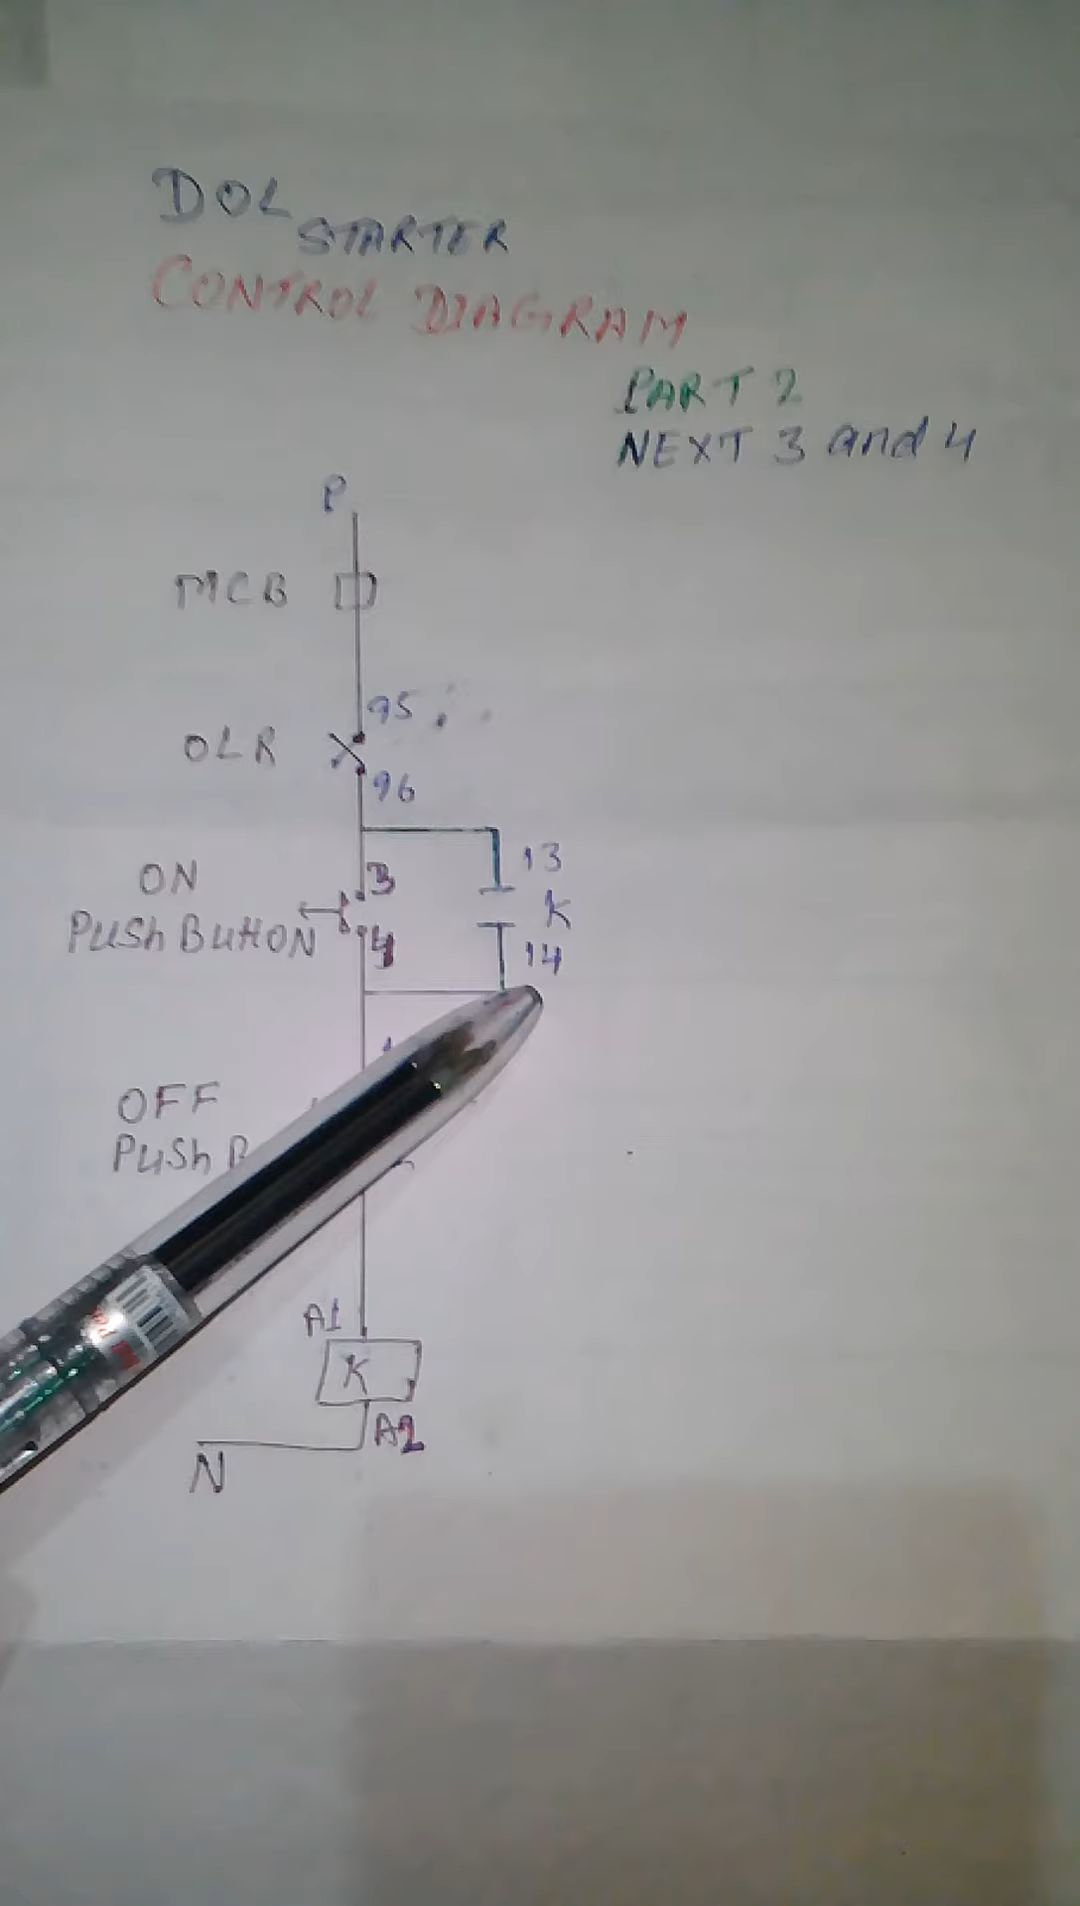 DOL
STARTER
CONTROL DIAGRAM
PART 2
NEXT 3 and 4
P
MCB
95
OLR
96
13
ON
3
K
PUSH BUTTON
4
14
OFF
PUSH B
A1
K
A2
N